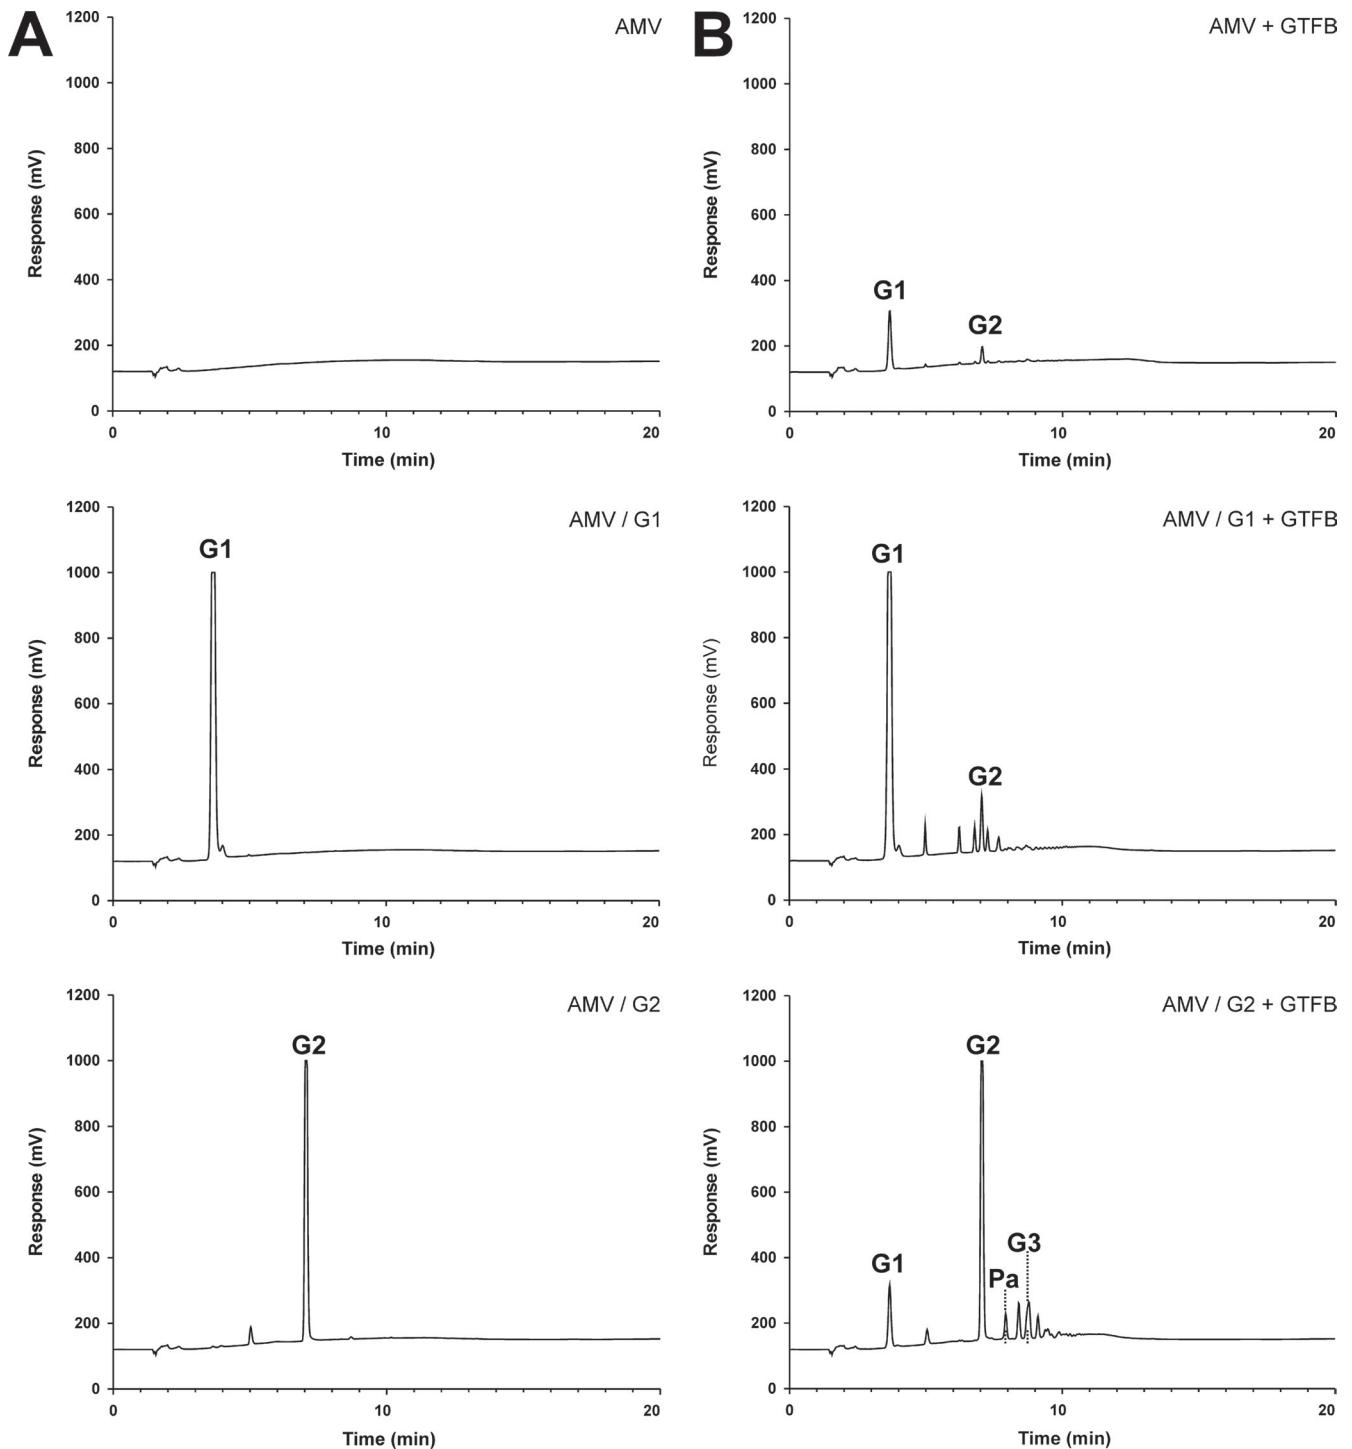 A
AMV
1200
1000
800
600
400
200
0
Response (mV)
0 10 20
Time (min)
B
AMV + GTFB
1200
1000
800
600
400
200
0
Response (mV)
G1
G2
0 10 20
Time (min)
AMV / G1
1200
1000
800
600
400
200
0
Response (mV)
G1
0 10 20
Time (min)
AMV / G1 + GTFB
1200
1000
800
600
400
200
0
Response (mV)
G1
G2
0 10 20
Time (min)
AMV / G2
1200
1000
800
600
400
200
0
Response (mV)
G2
0 10 20
Time (min)
AMV / G2 + GTFB
1200
1000
800
600
400
200
0
Response (mV)
G2
G3
G1
Pa
0 10 20
Time (min)